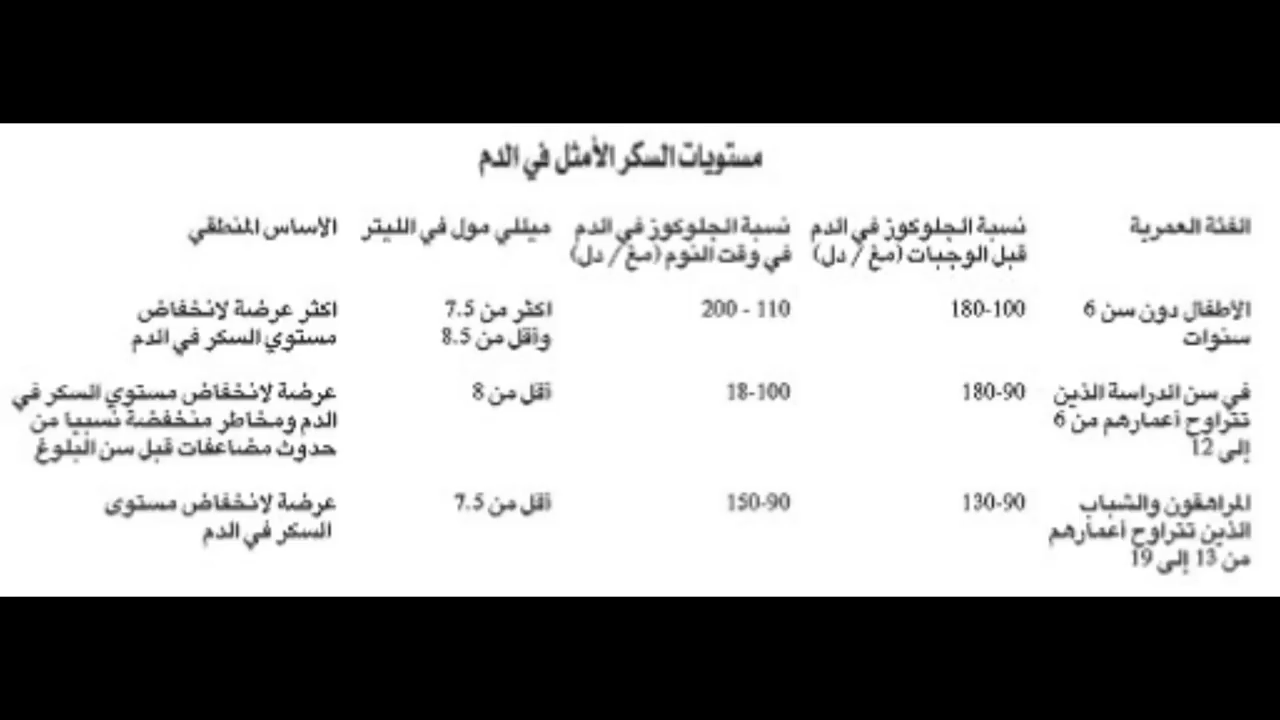 مستويات السكر الأمثل في الدم
الفئة العمرية نسبة الجلوكوز في الدم نسبة الجلوكوز في الدم ميللي مول في الليتر الأساس المنطقي
قبل الوجبات (مغ / دل) في وقت النوم (مغ / دل)
الأطفال دون سن 6 100-180 110 - 200 اكثر من 7.5 اكثر عرضة لانخفاض
سنوات وأقل من 8.5 مستوي السكر في الدم
في سن الدراسة الذين 90-180 100-18 أقل من 8 عرضة لانخفاض مستوي السكر في
تتراوح أعمارهم من 6 الدم ومخاطر منخفضة نسبيا من
إلى 12 حدوث مضاعفات قبل سن البلوغ
المراهقون والشباب 90-130 90-150 أقل من 7.5 عرضة لانخفاض مستوى
الذين تتراوح أعمارهم السكر في الدم
من 13 إلى 19